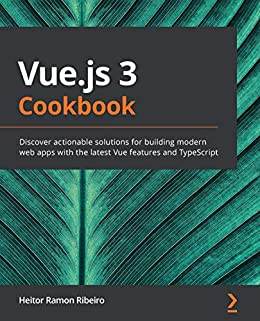 Vue.js 3
Cookbook
Discover actionable solutions for building modern
web apps with the latest Vue features and TypeScript
Heitor Ramon Ribeiro